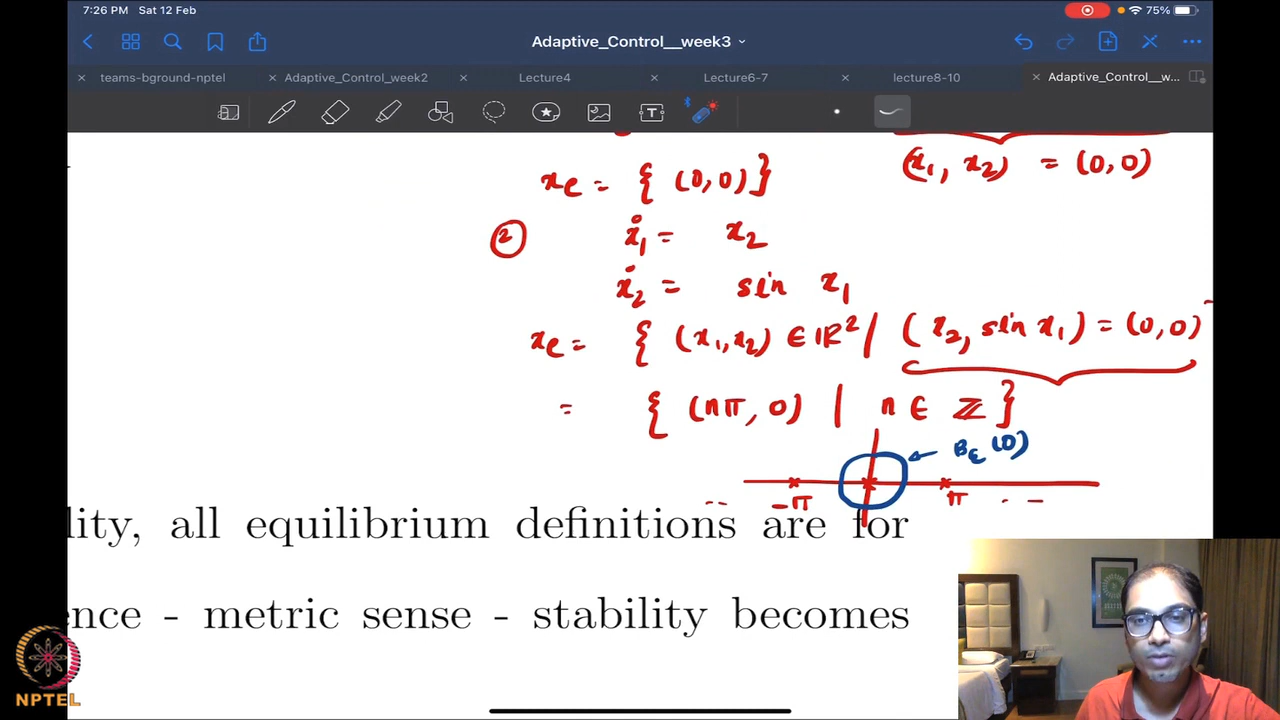 7:26 PM Sat 12 Feb 75%
Adaptive_Control__week3
teams-bground-nptel Adaptive_Control_week2 Lecture4 Lecture6-7 lecture8-10 Adaptive_Control__w...
(x₁, x₂) = (0,0)
xe = { (0,0) }
② ẋ₁ = x₂
ẋ₂ = sin x₁
xe = { (x₁,x₂) ∈ ℝ² | (x₂, sin x₁) = (0,0)
= { (nπ, 0) | n ∈ ℤ }
Bε(0)
-π π
lity, all equilibrium definitions are for
ence - metric sense - stability becomes
NPTEL